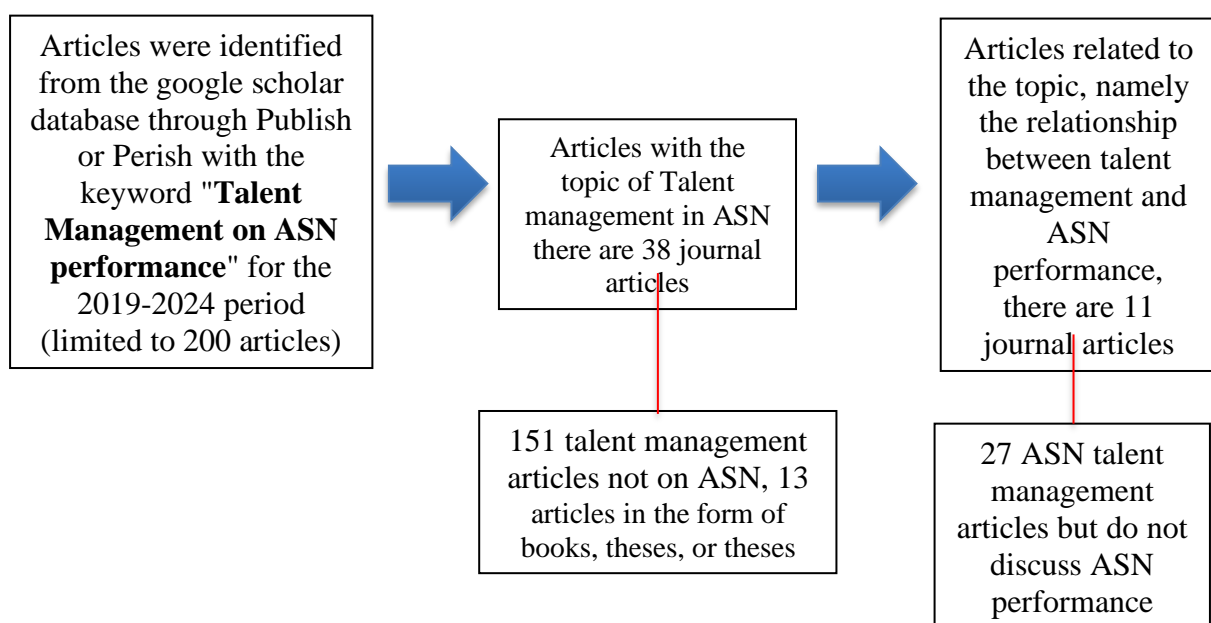 Articles were identified
from the google scholar
database through Publish
or Perish with the
keyword "Talent
Management on ASN
performance" for the
2019-2024 period
(limited to 200 articles)
Articles with the
topic of Talent
management in ASN
there are 38 journal
articles
Articles related to
the topic, namely
the relationship
between talent
management and
ASN
performance,
there are 11
journal articles
151 talent management
articles not on ASN, 13
articles in the form of
books, theses, or theses
27 ASN talent
management
articles but do not
discuss ASN
performance